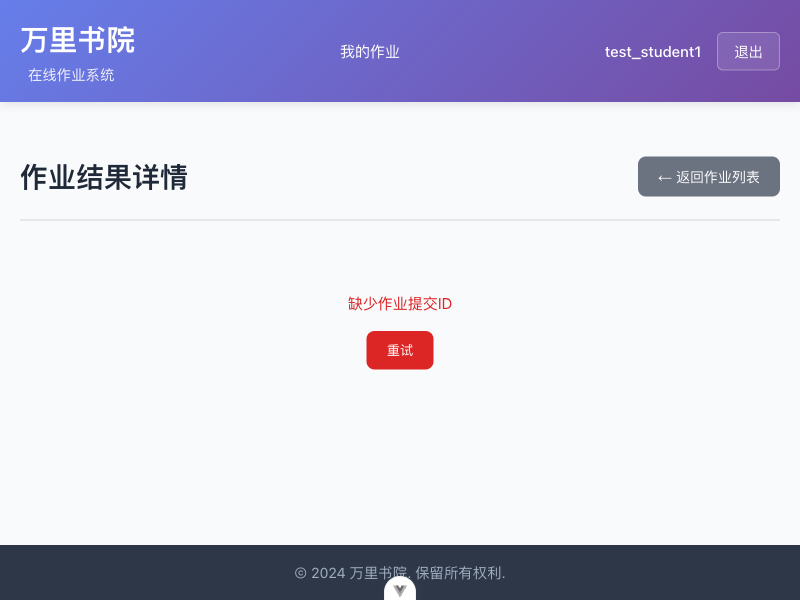 万里书院
在线作业系统
我的作业
test_student1
退出
作业结果详情
← 返回作业列表
缺少作业提交ID
重试
© 2024 万里书院. 保留所有权利.